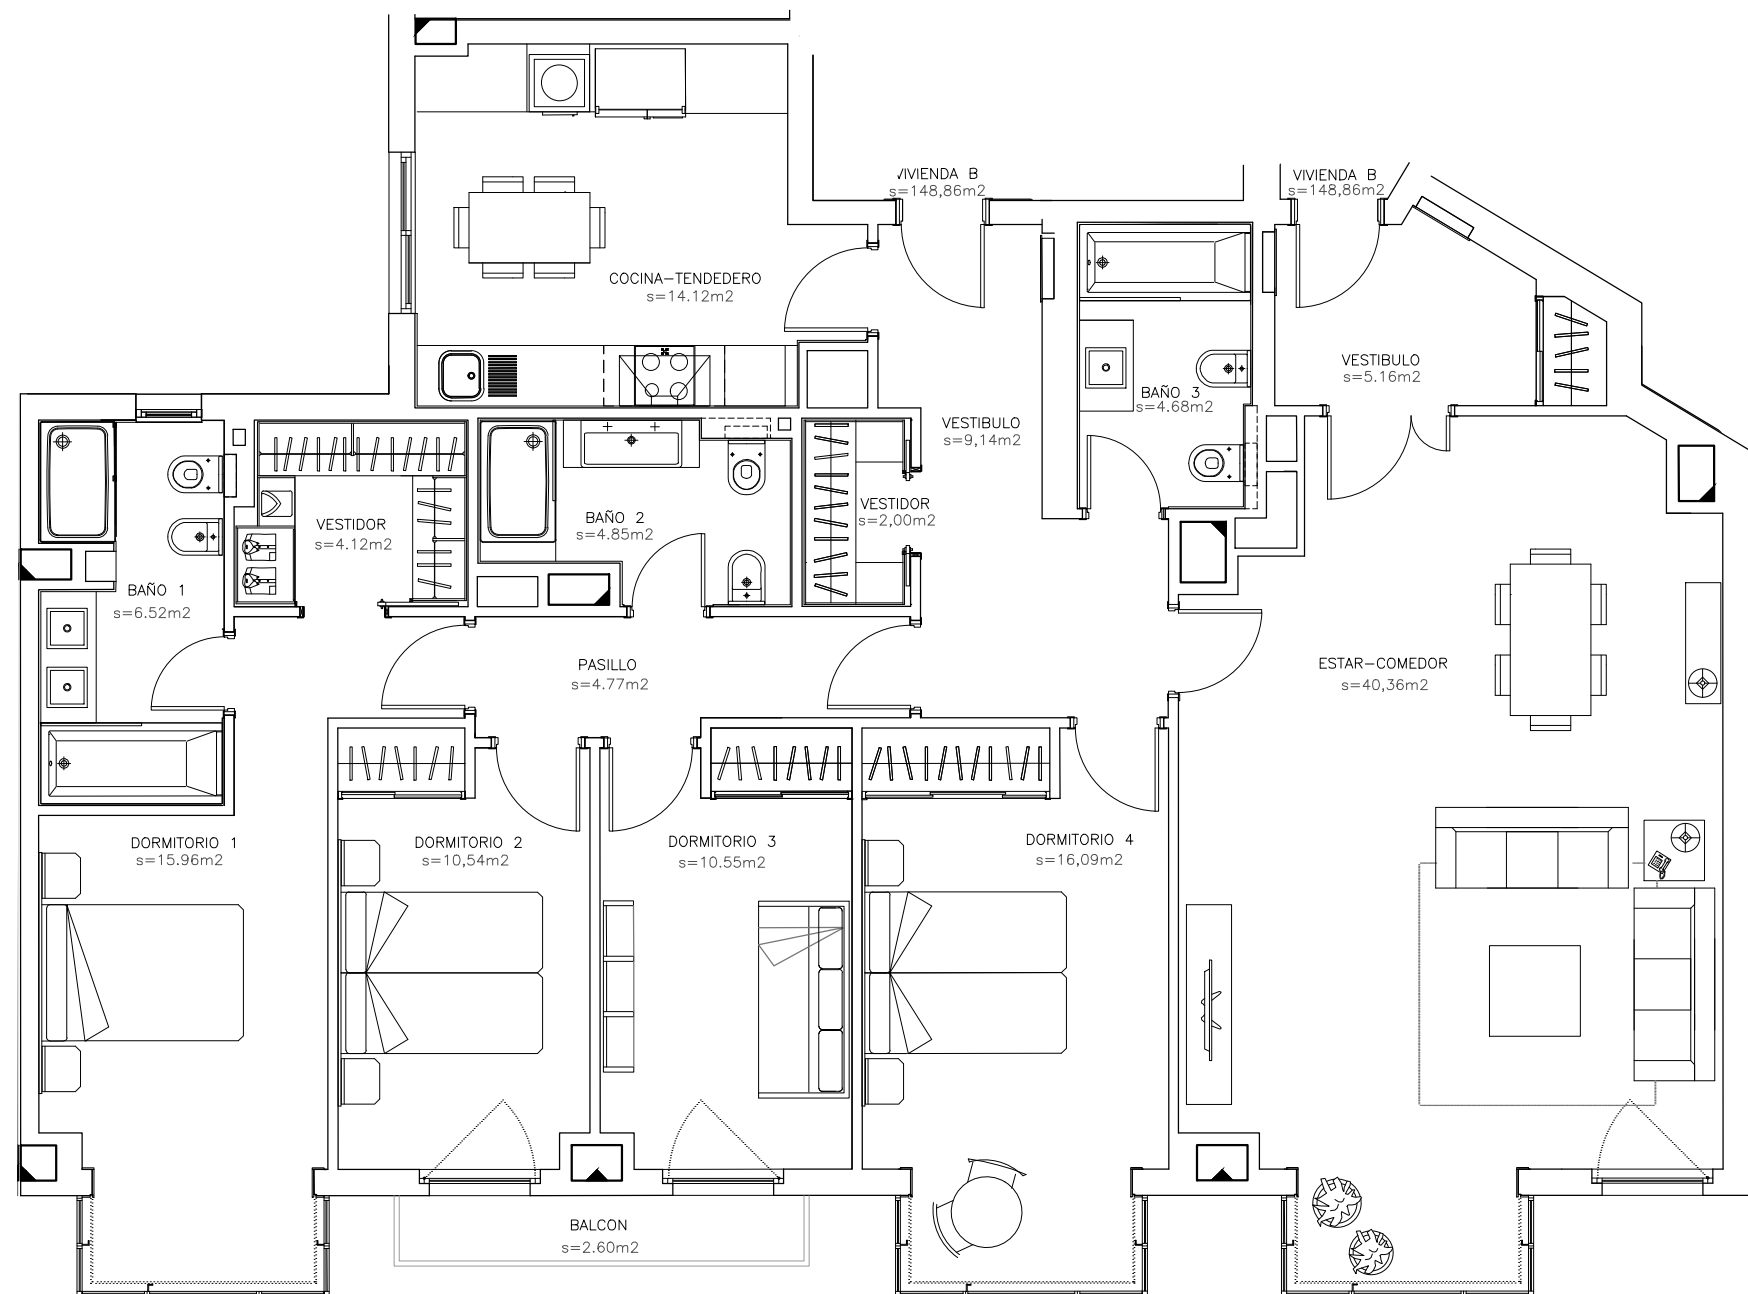 VIVIENDA B
s=148,86m2
VIVIENDA B
s=148,86m2
COCINA-TENDEDERO
s=14.12m2
VESTIBULO
s=5.16m2
BAÑO 3
s=4.68m2
VESTIBULO
s=9,14m2
VESTIDOR
s=2,00m2
BAÑO 2
s=4.85m2
VESTIDOR
s=4.12m2
BAÑO 1
s=6.52m2
PASILLO
s=4.77m2
ESTAR-COMEDOR
s=40,36m2
DORMITORIO 1
s=15.96m2
DORMITORIO 2
s=10,54m2
DORMITORIO 3
s=10.55m2
DORMITORIO 4
s=16,09m2
BALCON
s=2.60m2